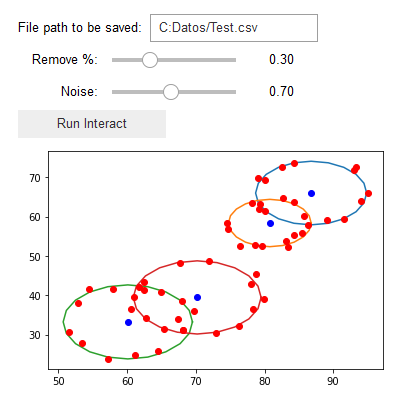 File path to be saved: C:Datos/Test.csv
Remove %: 0.30
Noise: 0.70
Run Interact
70
60
50
40
30
50 60 70 80 90